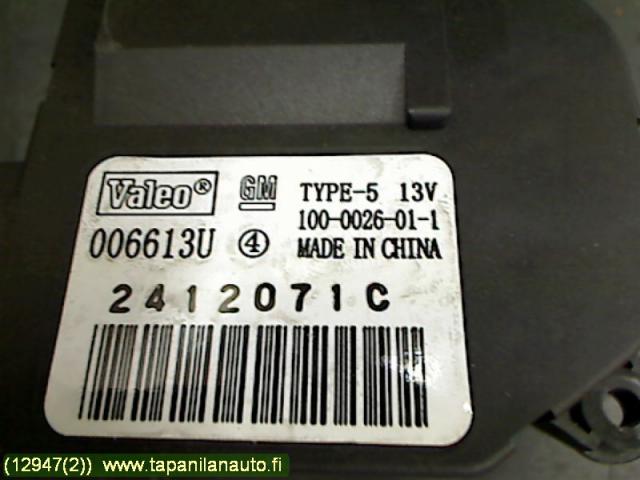 Valeo® GM TYPE-5 13V
100-0026-01-1
006613U ④ MADE IN CHINA
2412071C
(12947(2)) www.tapanilanauto.fi